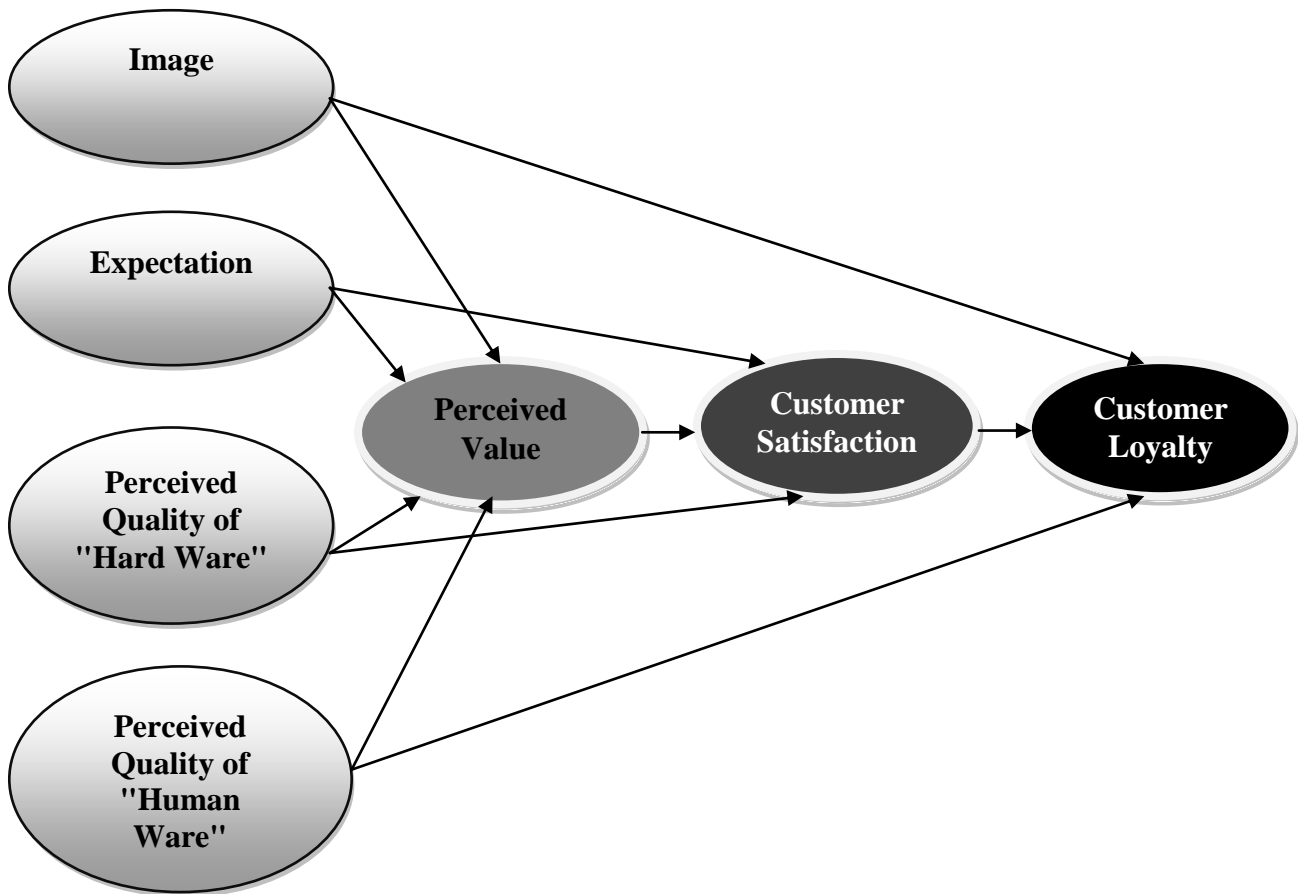 Image
Expectation
Perceived
Value
Customer
Satisfaction
Customer
Loyalty
Perceived
Quality of
"Hard Ware"
Perceived
Quality of
"Human
Ware"